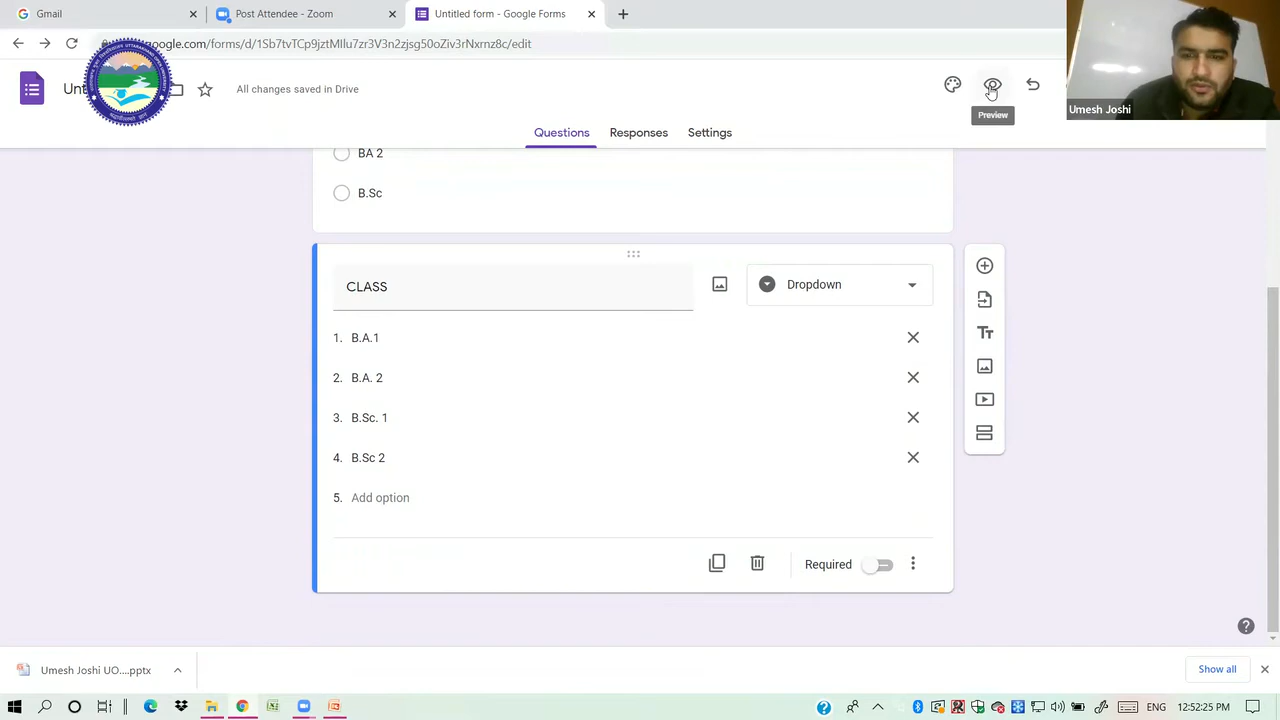 Gmail
Post Attendee - Zoom
Untitled form - Google Forms
google.com/forms/d/1Sb7tvTCp9jztMIlu7zr3V3n2zjsg50oZiv3rNxrnz8c/edit
All changes saved in Drive
Umesh Joshi
Preview
Questions
Responses
Settings
BA 2
B.Sc
CLASS
Dropdown
1. B.A.1
2. B.A. 2
3. B.Sc. 1
4. B.Sc 2
5. Add option
Required
Umesh Joshi UO....pptx
Show all
ENG
12:52:25 PM